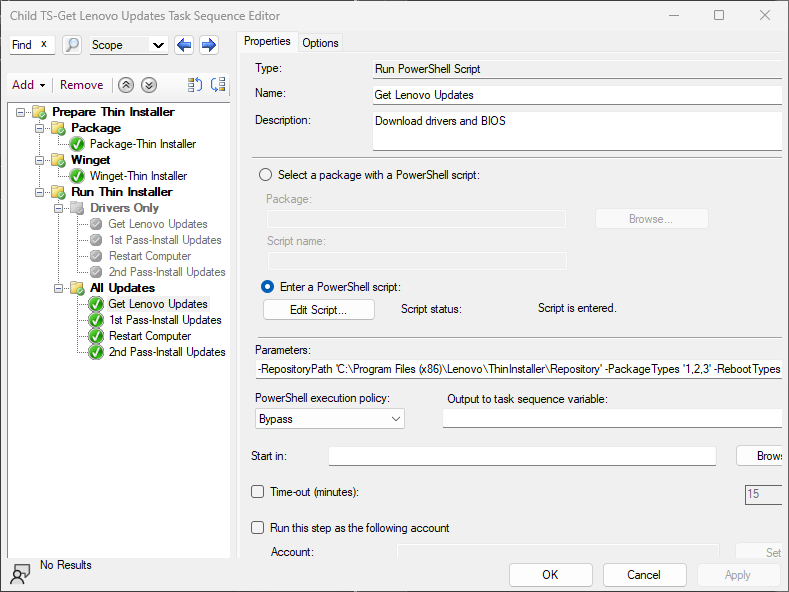 Child TS-Get Lenovo Updates Task Sequence Editor
Find x
Scope
Add
Remove
Prepare Thin Installer
Package
Package-Thin Installer
Winget
Winget-Thin Installer
Run Thin Installer
Drivers Only
Get Lenovo Updates
1st Pass-Install Updates
Restart Computer
2nd Pass-Install Updates
All Updates
Get Lenovo Updates
1st Pass-Install Updates
Restart Computer
2nd Pass-Install Updates
No Results
Properties Options
Type: Run PowerShell Script
Name: Get Lenovo Updates
Description: Download drivers and BIOS
Select a package with a PowerShell script:
Package:
Browse...
Script name:
Enter a PowerShell script:
Edit Script... Script status: Script is entered.
Parameters:
-RepositoryPath 'C:\Program Files (x86)\Lenovo\ThinInstaller\Repository' -PackageTypes '1,2,3' -RebootTypes
PowerShell execution policy: Output to task sequence variable:
Bypass
Start in: Brows
Time-out (minutes): 15
Run this step as the following account
Account: Set
OK Cancel Apply